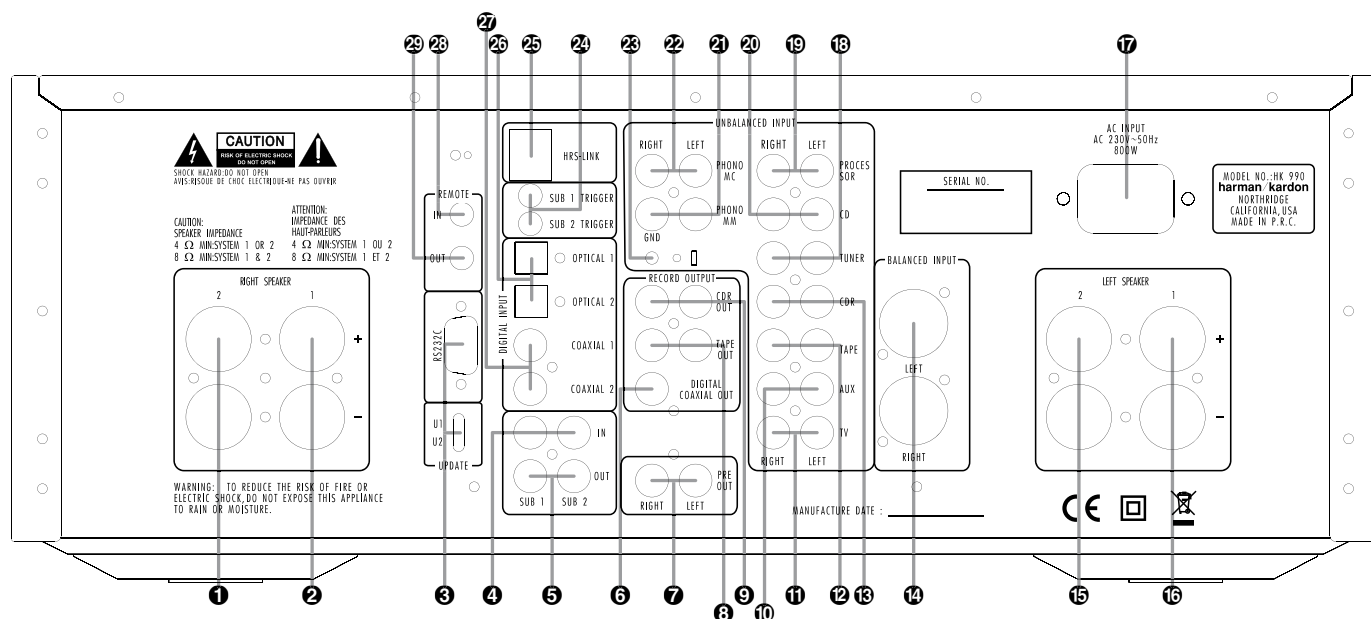 27
29 28 26 25 24 23 22 21 20 19 18 17
CAUTION
RISK OF ELECTRIC SHOCK
DO NOT OPEN
SHOCK HAZARD:DO NOT OPEN
AVIS:RISQUE DE CHOC ELECTRIQUE-NE PAS OUVRIR
CAUTION:
SPEAKER IMPEDANCE
4 Ω MIN:SYSTEM 1 OR 2
8 Ω MIN:SYSTEM 1 & 2
ATTENTION:
IMPEDANCE DES
HAUT-PARLEURS
4 Ω MIN:SYSTEM 1 OU 2
8 Ω MIN:SYSTEM 1 ET 2
RIGHT SPEAKER
2 1
+
−
WARNING: TO REDUCE THE RISK OF FIRE OR
ELECTRIC SHOCK,DO NOT EXPOSE THIS APPLIANCE
TO RAIN OR MOISTURE.
REMOTE
IN
OUT
RS232C
U1
U2
UPDATE
HRS-LINK
SUB 1 TRIGGER
SUB 2 TRIGGER
DIGITAL INPUT
OPTICAL 1
OPTICAL 2
COAXIAL 1
COAXIAL 2
IN
OUT
SUB 1 SUB 2
UNBALANCED INPUT
RIGHT LEFT
PHONO
MC
PHONO
MM
GND
RECORD OUTPUT
CDR
OUT
TAPE
OUT
DIGITAL
COAXIAL OUT
PRE
OUT
RIGHT LEFT
RIGHT LEFT
PROCES
SOR
CD
TUNER
CDR
TAPE
AUX
TV
RIGHT LEFT
BALANCED INPUT
LEFT
RIGHT
SERIAL NO.
MANUFACTURE DATE :
AC INPUT
AC 230V~50Hz
800W
MODEL NO.:HK 990
harman/kardon
NORTHRIDGE
CALIFORNIA,USA
MADE IN P.R.C.
LEFT SPEAKER
2 1
+
−
CE
1 2 3 4 5 6 7 8 9 10 11 12 13 14 15 16